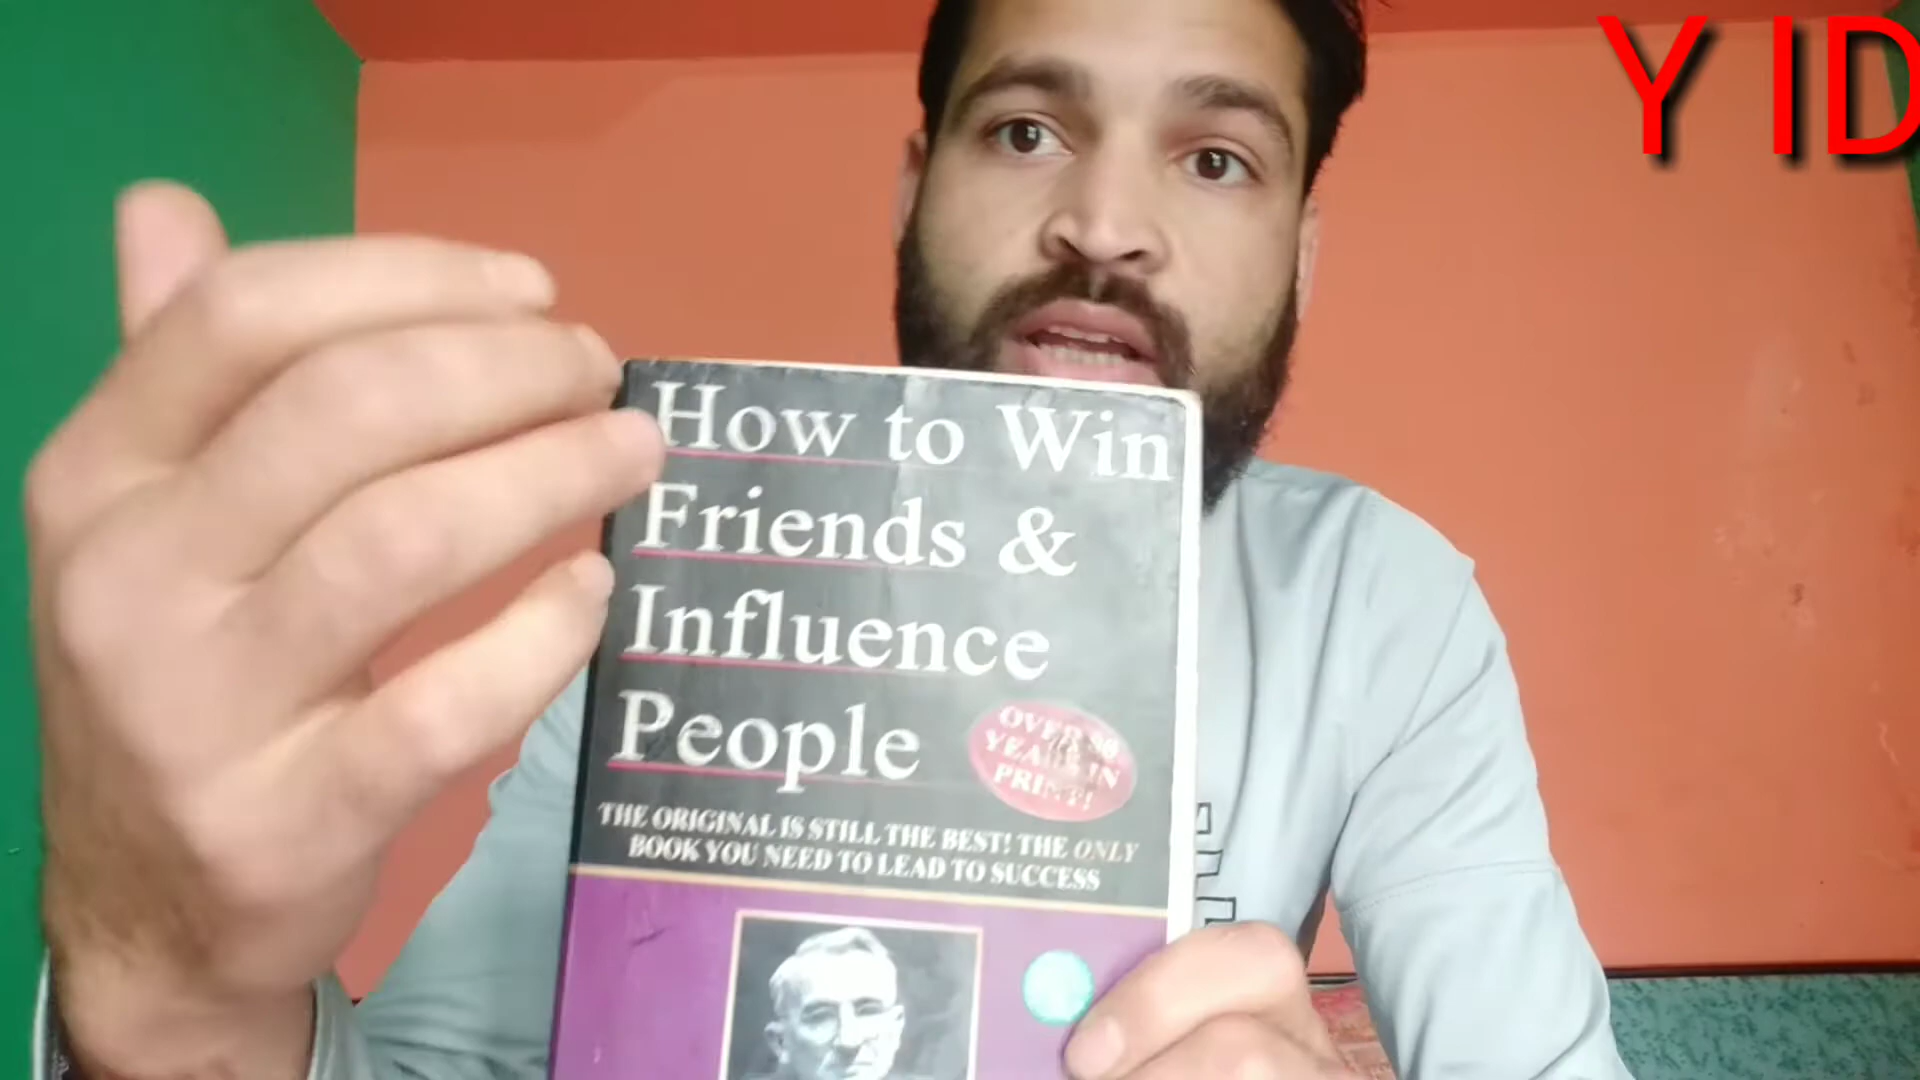 Y ID
How to Win
Friends &
Influence
People
OVER
YEARS IN
PRINT!
THE ORIGINAL IS STILL THE BEST! THE ONLY
BOOK YOU NEED TO LEAD TO SUCCESS